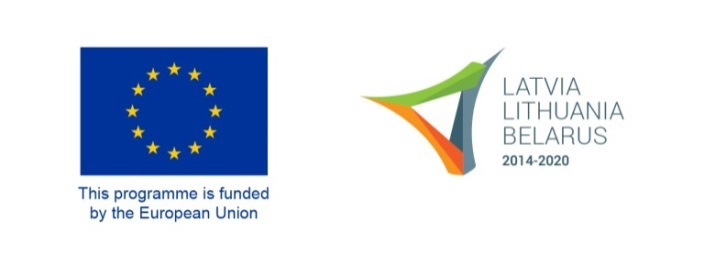 This programme is funded
by the European Union
LATVIA
LITHUANIA
BELARUS
2014-2020